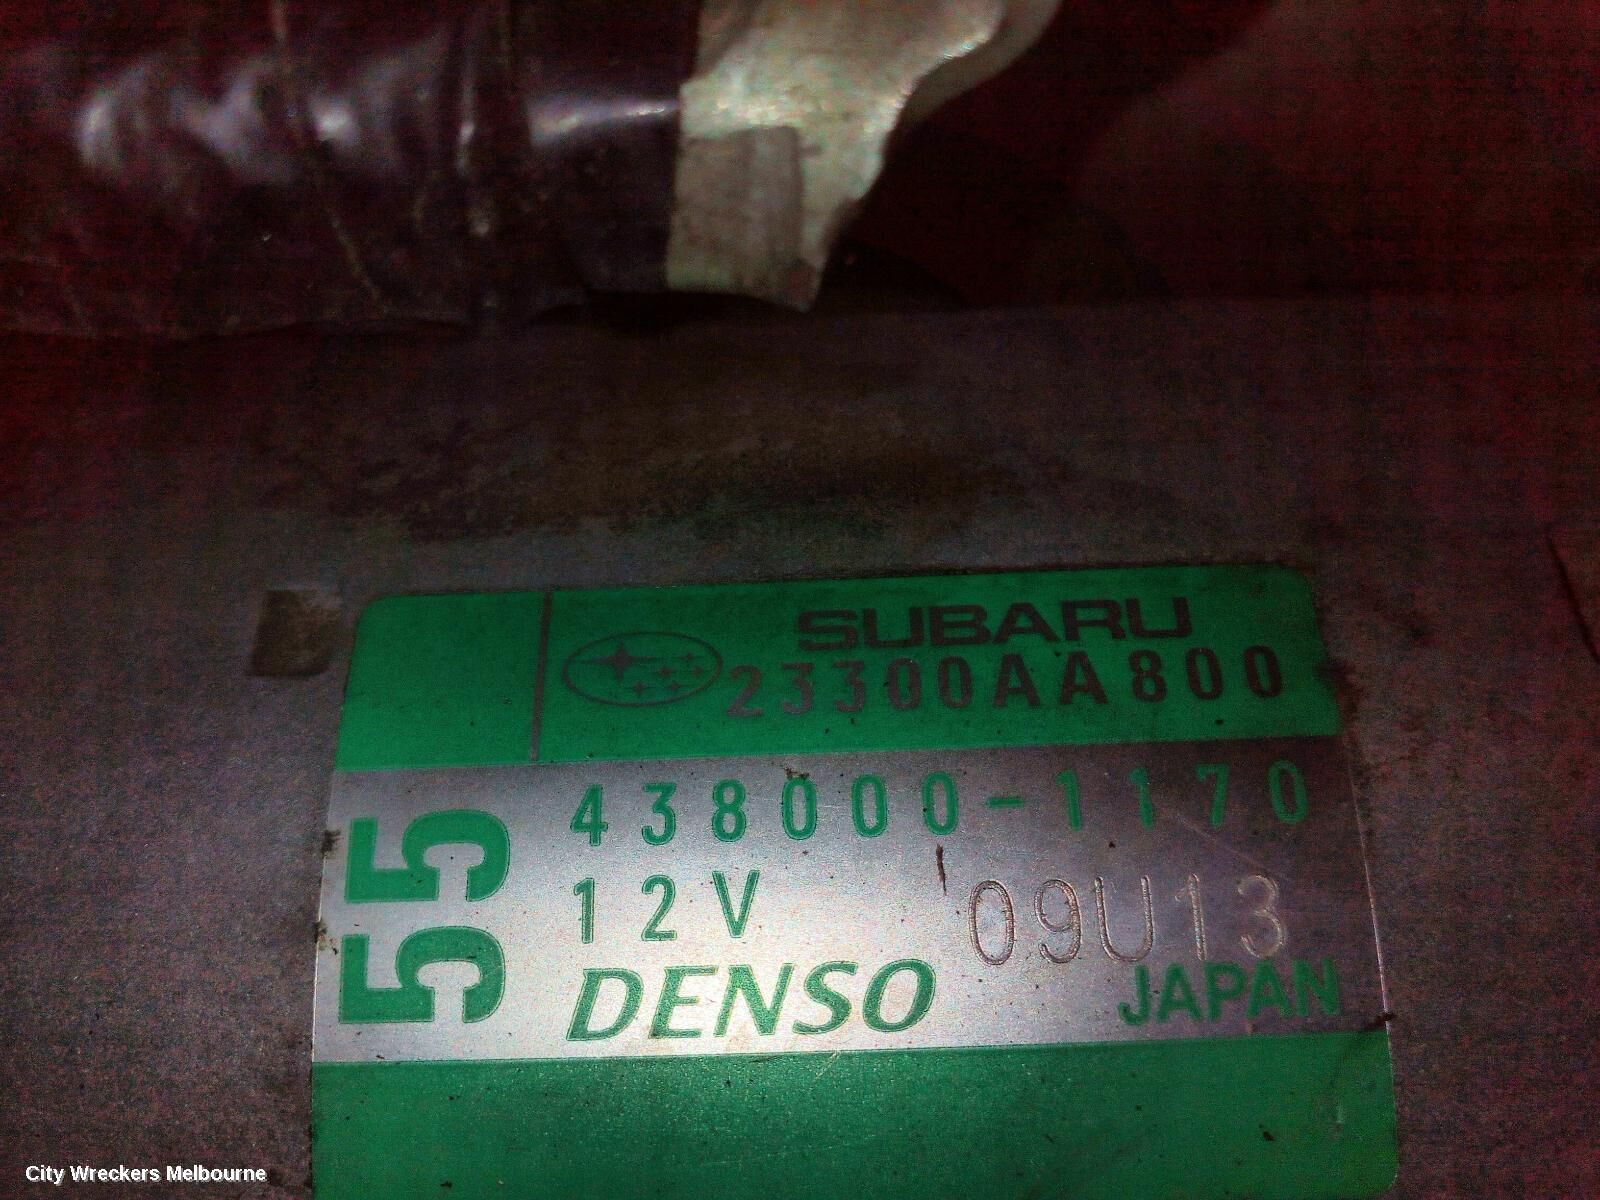 SUBARU
23300AA800
55
438000-1170
12V
09U13
DENSO
JAPAN
City Wreckers Melbourne